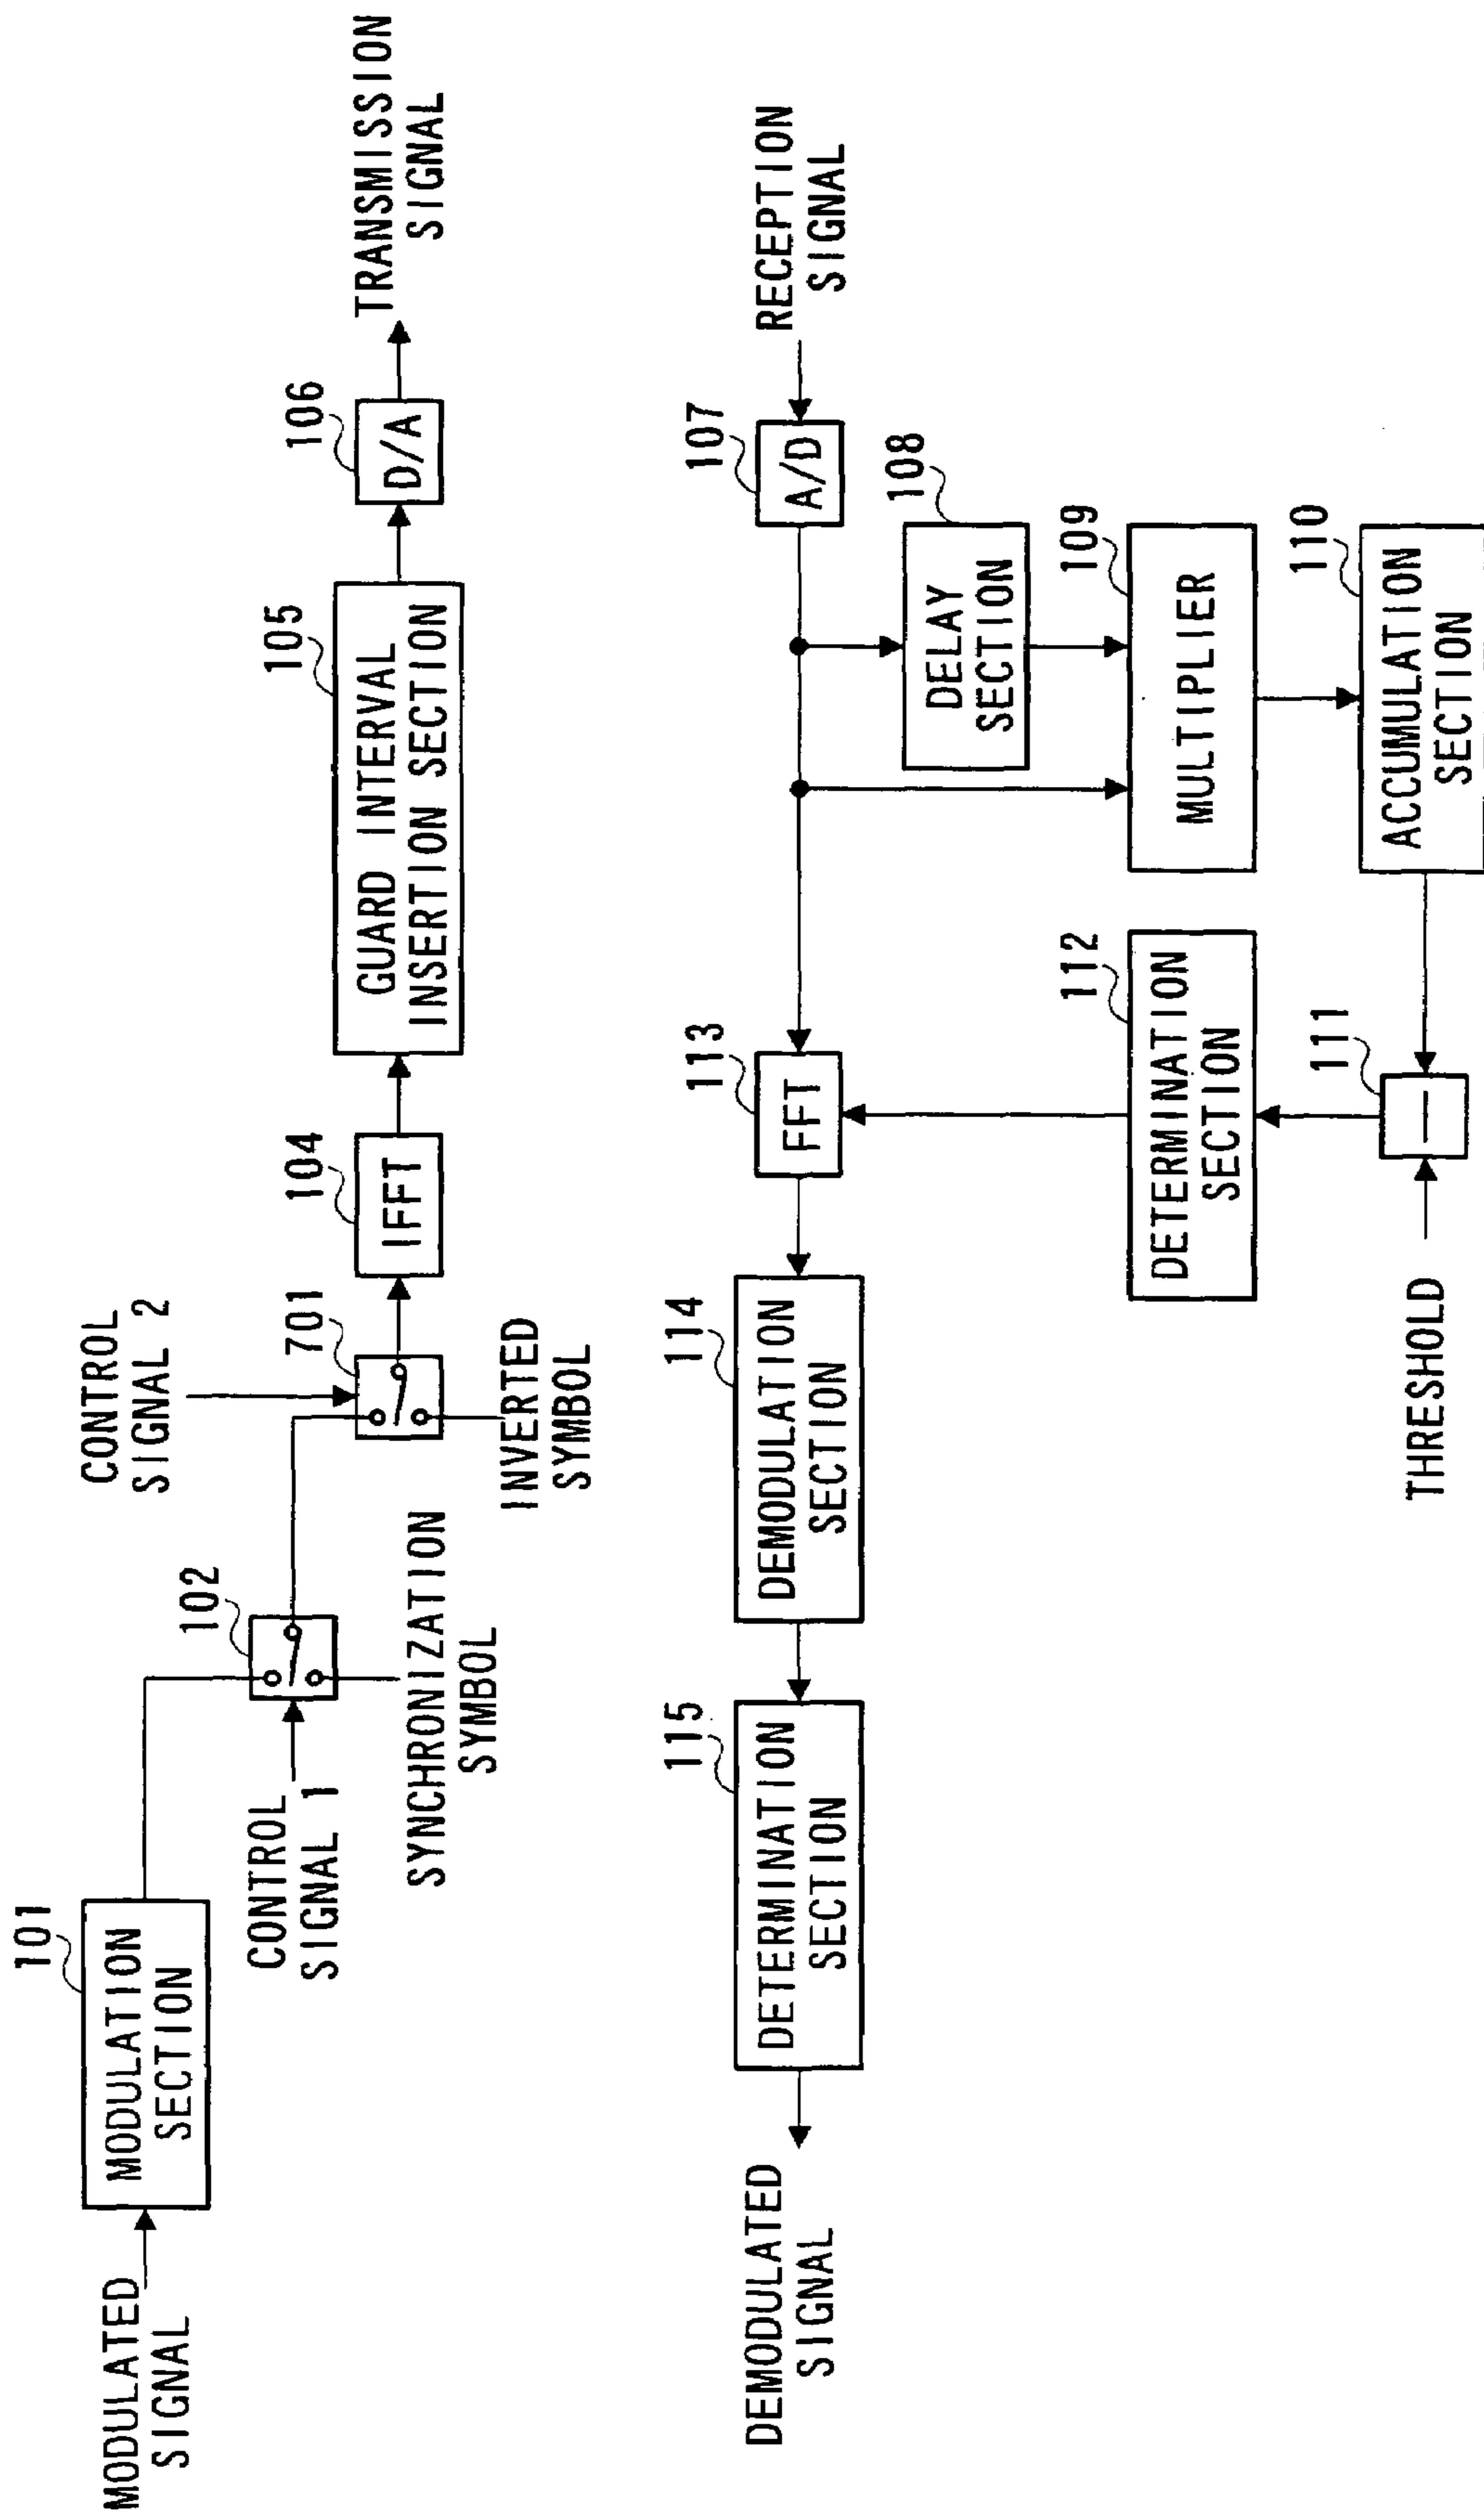 MODULATED
SIGNAL
101
MODULATION
SECTION
CONTROL
SIGNAL 1
102
SYNCHRONIZATION
SYMBOL
CONTROL
SIGNAL 2
701
INVERTED
SYMBOL
104
IFFT
105
GUARD INTERVAL
INSERTION SECTION
106
D/A
TRANSMISSION
SIGNAL
DEMODULATED
SIGNAL
115
DETERMINATION
SECTION
114
DEMODULATION
SECTION
113
FFT
107
A/D
RECEPTION
SIGNAL
108
DELAY
SECTION
112
DETERMINATION
SECTION
109
MULTIPLIER
THRESHOLD
111
—
110
ACCUMULATION
SECTION